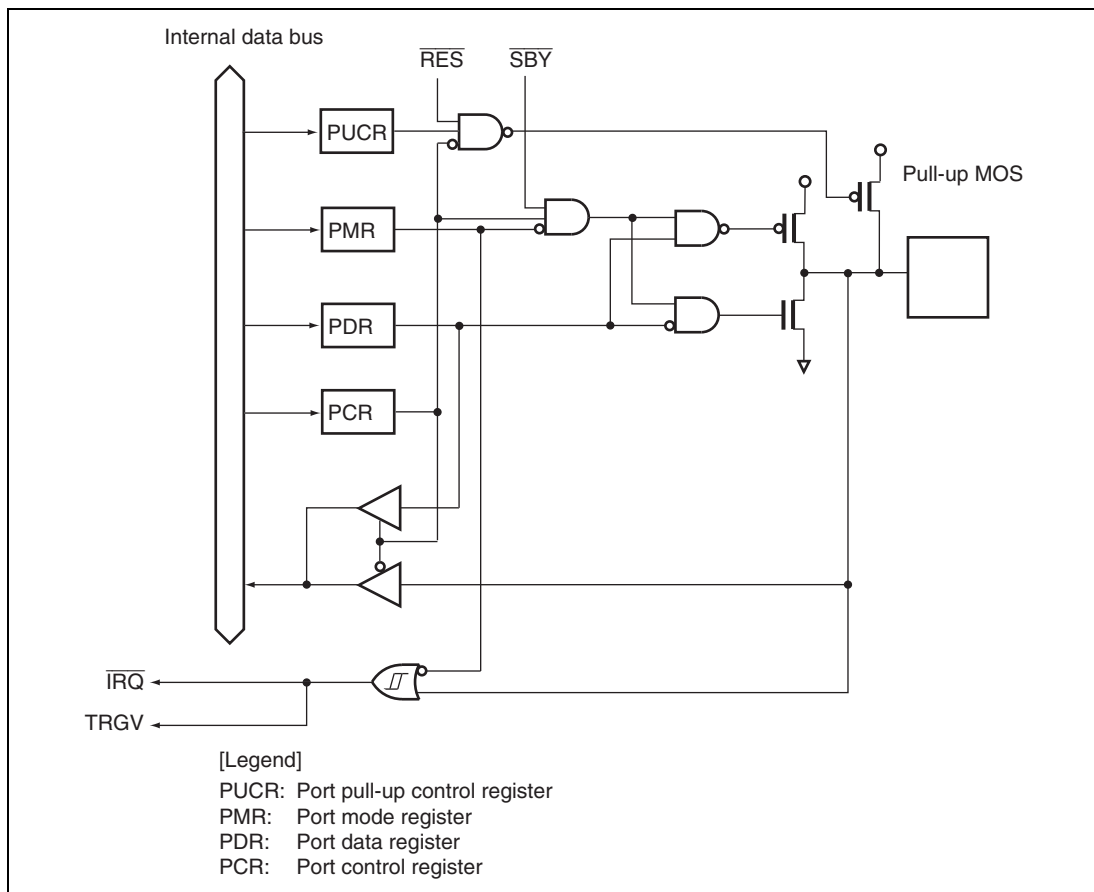 Internal data bus
RES
SBY
PUCR
Pull-up MOS
PMR
PDR
PCR
IRQ
TRGV
[Legend]
PUCR: Port pull-up control register
PMR: Port mode register
PDR: Port data register
PCR: Port control register